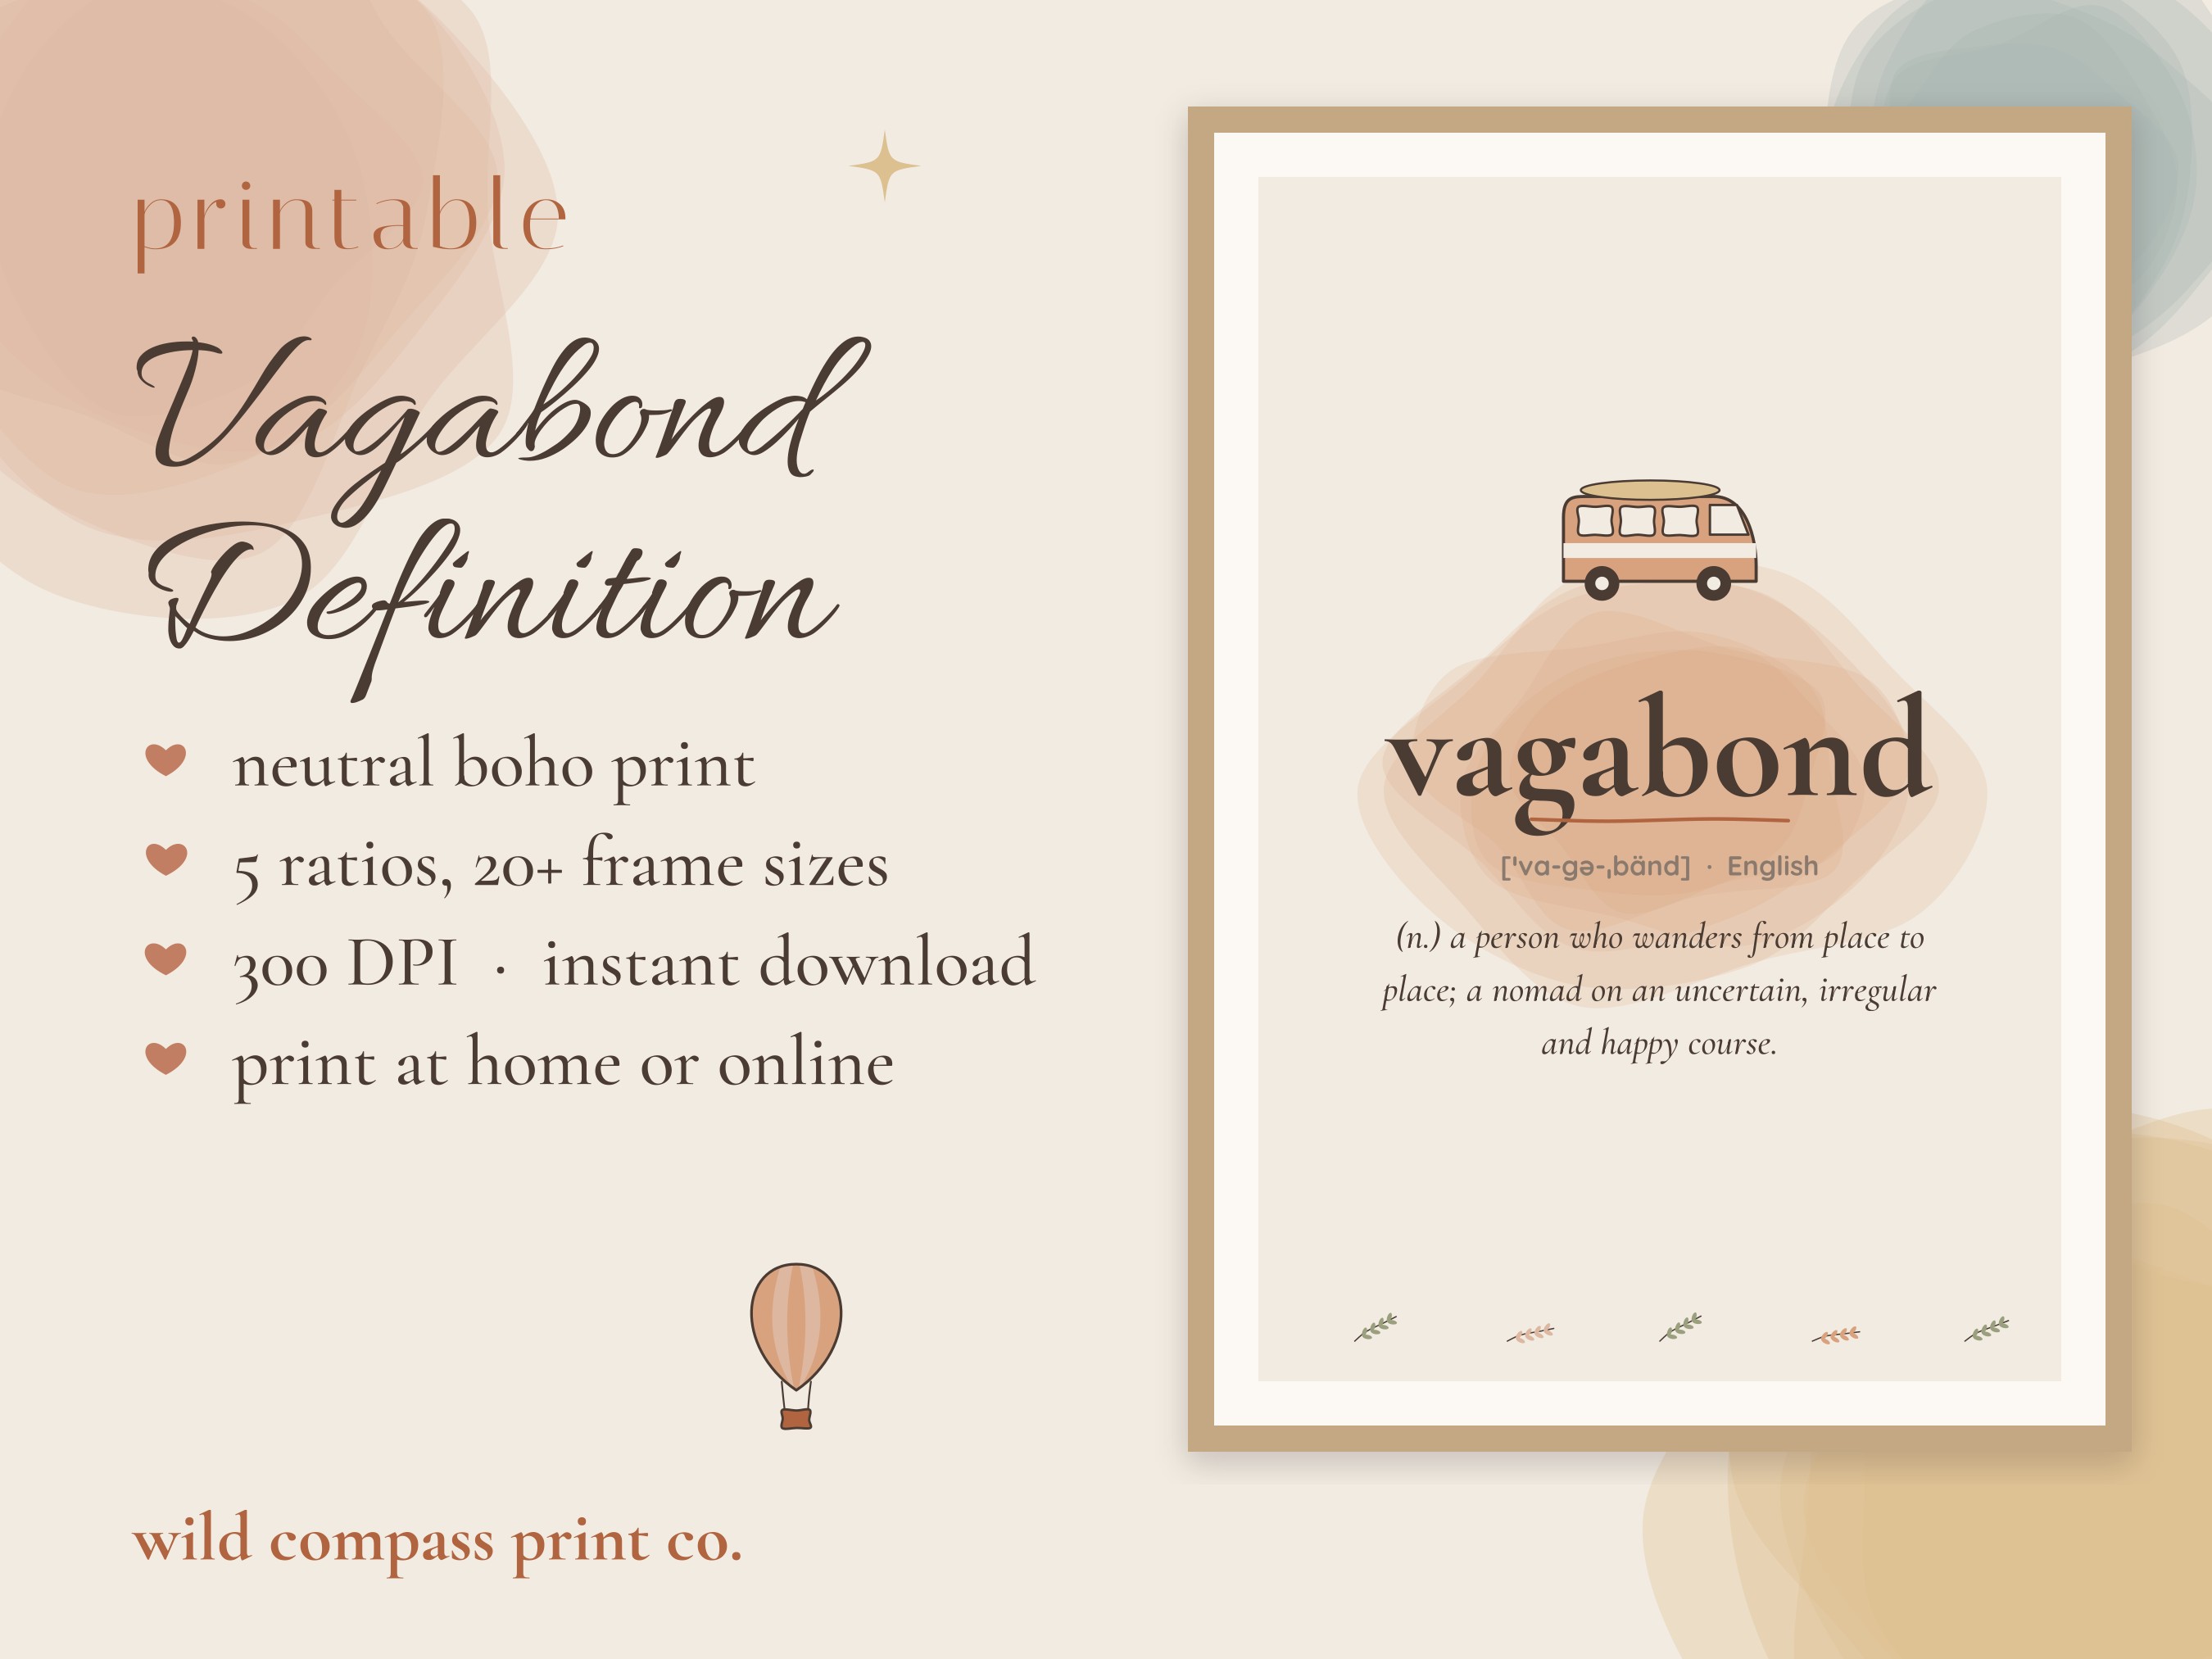 printable
Vagabond
Definition
neutral boho print
5 ratios, 20+ frame sizes
300 DPI · instant download
print at home or online
wild compass print co.
vagabond
[ˈva-gə-ˌbänd] · English
(n.) a person who wanders from place to
place; a nomad on an uncertain, irregular
and happy course.